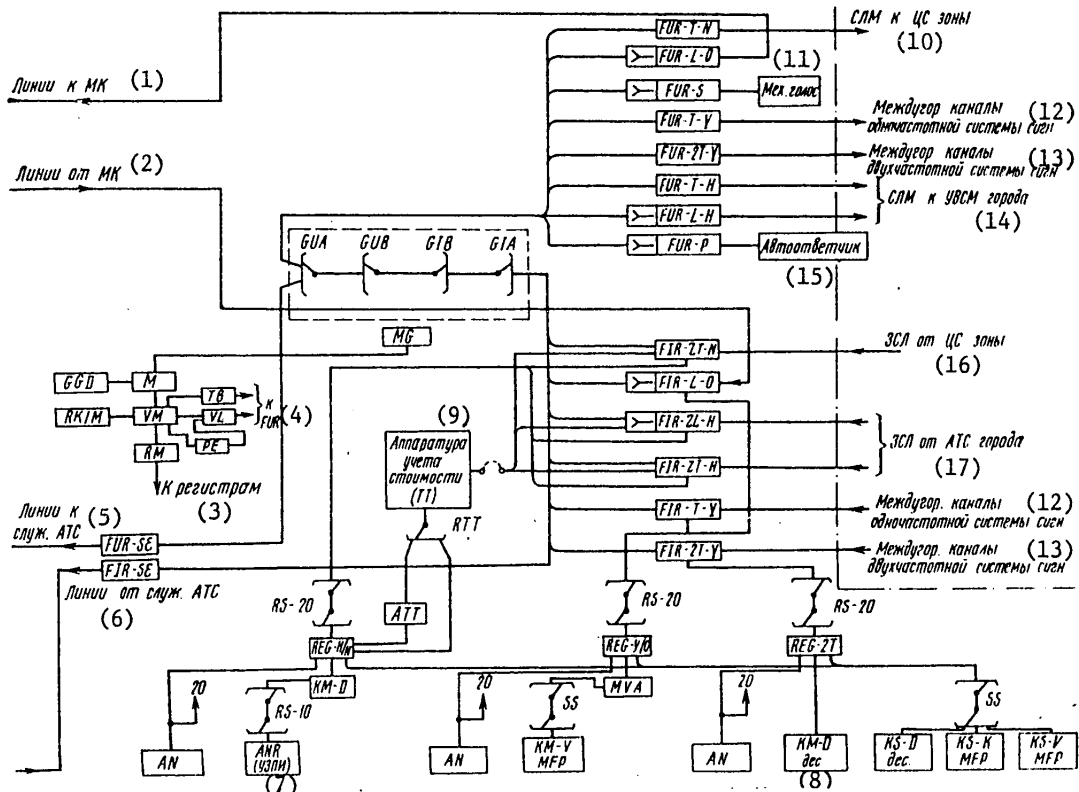 FUR-T-N
СЛМ к ЦС зоны
(10)
FUR-L-O
(11)
Линии к МК (1)
FUR-S
Мех. голос
Междугор каналы (12)
одночастотной системы сигн
FUR-T-Y
Линии от МК (2)
FUR-2T-Y
Междугор каналы (13)
двухчастотной системы сигн
FUR-T-H
СЛМ к УВСМ города
(14)
FUR-L-H
FUR-P
Автоответчик
(15)
GUA GUB GIB GIA
MG
FIR-2T-N
ЗСЛ от ЦС зоны
(16)
GGD M
FIR-L-O
TB
RKIM VM VL
к FUR (4)
PE
RM
FIR-2L-H
(9)
Аппаратура учета стоимости (TT)
ЗСЛ от АТС города
(17)
FIR-2T-H
К регистрам
(3)
Линии к служ. АТС (5)
FUR-SE
RTT
FIR-T-Y
Междугор. каналы (12)
одночастотной системы сигн
FIR-SE
FIR-2T-Y
Междугор. каналы (13)
двухчастотной системы сигн
Линии от служ. АТС
(6)
RS-20 RS-20 RS-20
ATT
REG-H/N REG-Y/O REG-2T
20 KM-D 20 MVA 20
RS-10 SS SS
AN
ANR (УЗПИ)
(7)
AN
KM-V MFP
AN
KM-D дес
(8)
KS-D дес.
KS-K MFP
KS-V MFP